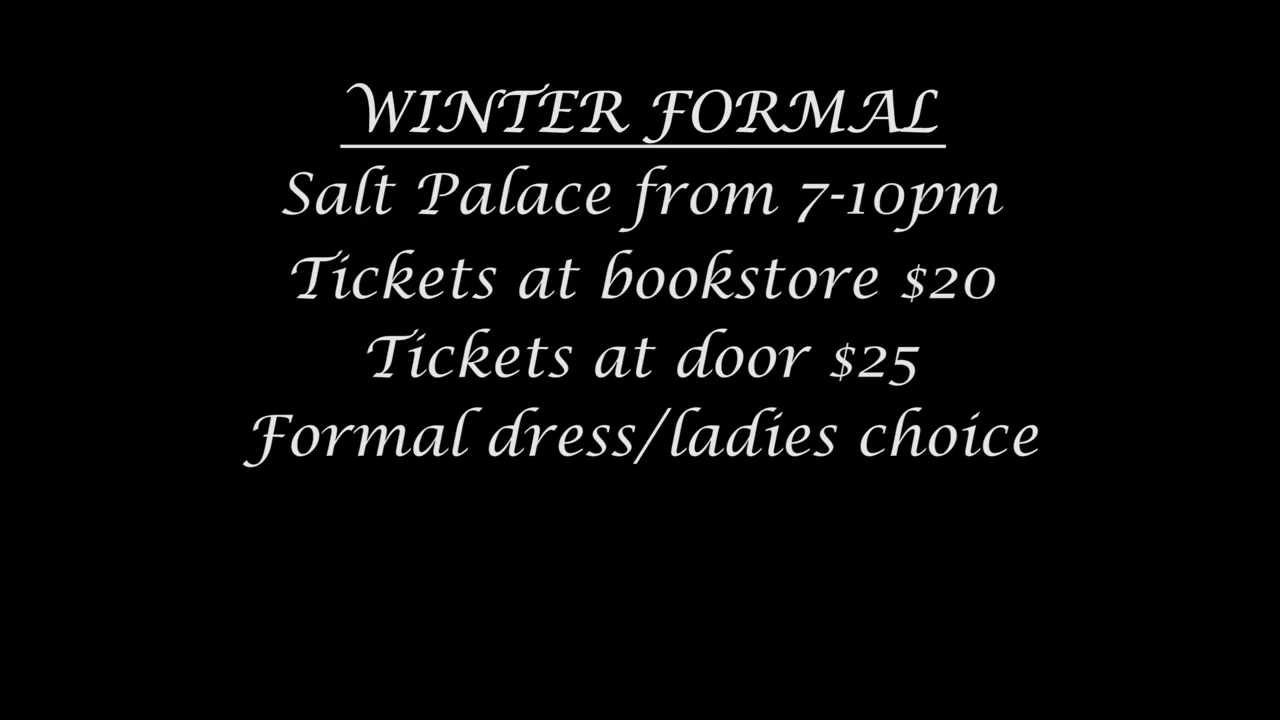 WINTER FORMAL
Salt Palace from 7-10pm
Tickets at bookstore $20
Tickets at door $25
Formal dress/ladies choice